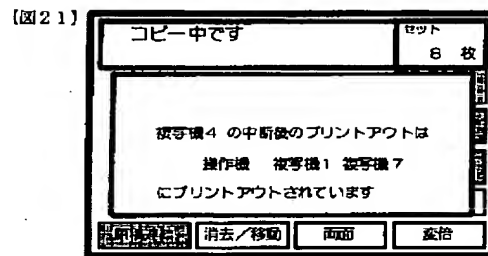 【図21】
コピー中です
セット
8 枚
複写機4 の中断後のプリントアウトは
操作機 複写機1 複写機7
にプリントアウトされています
消去/移動
両面
変倍